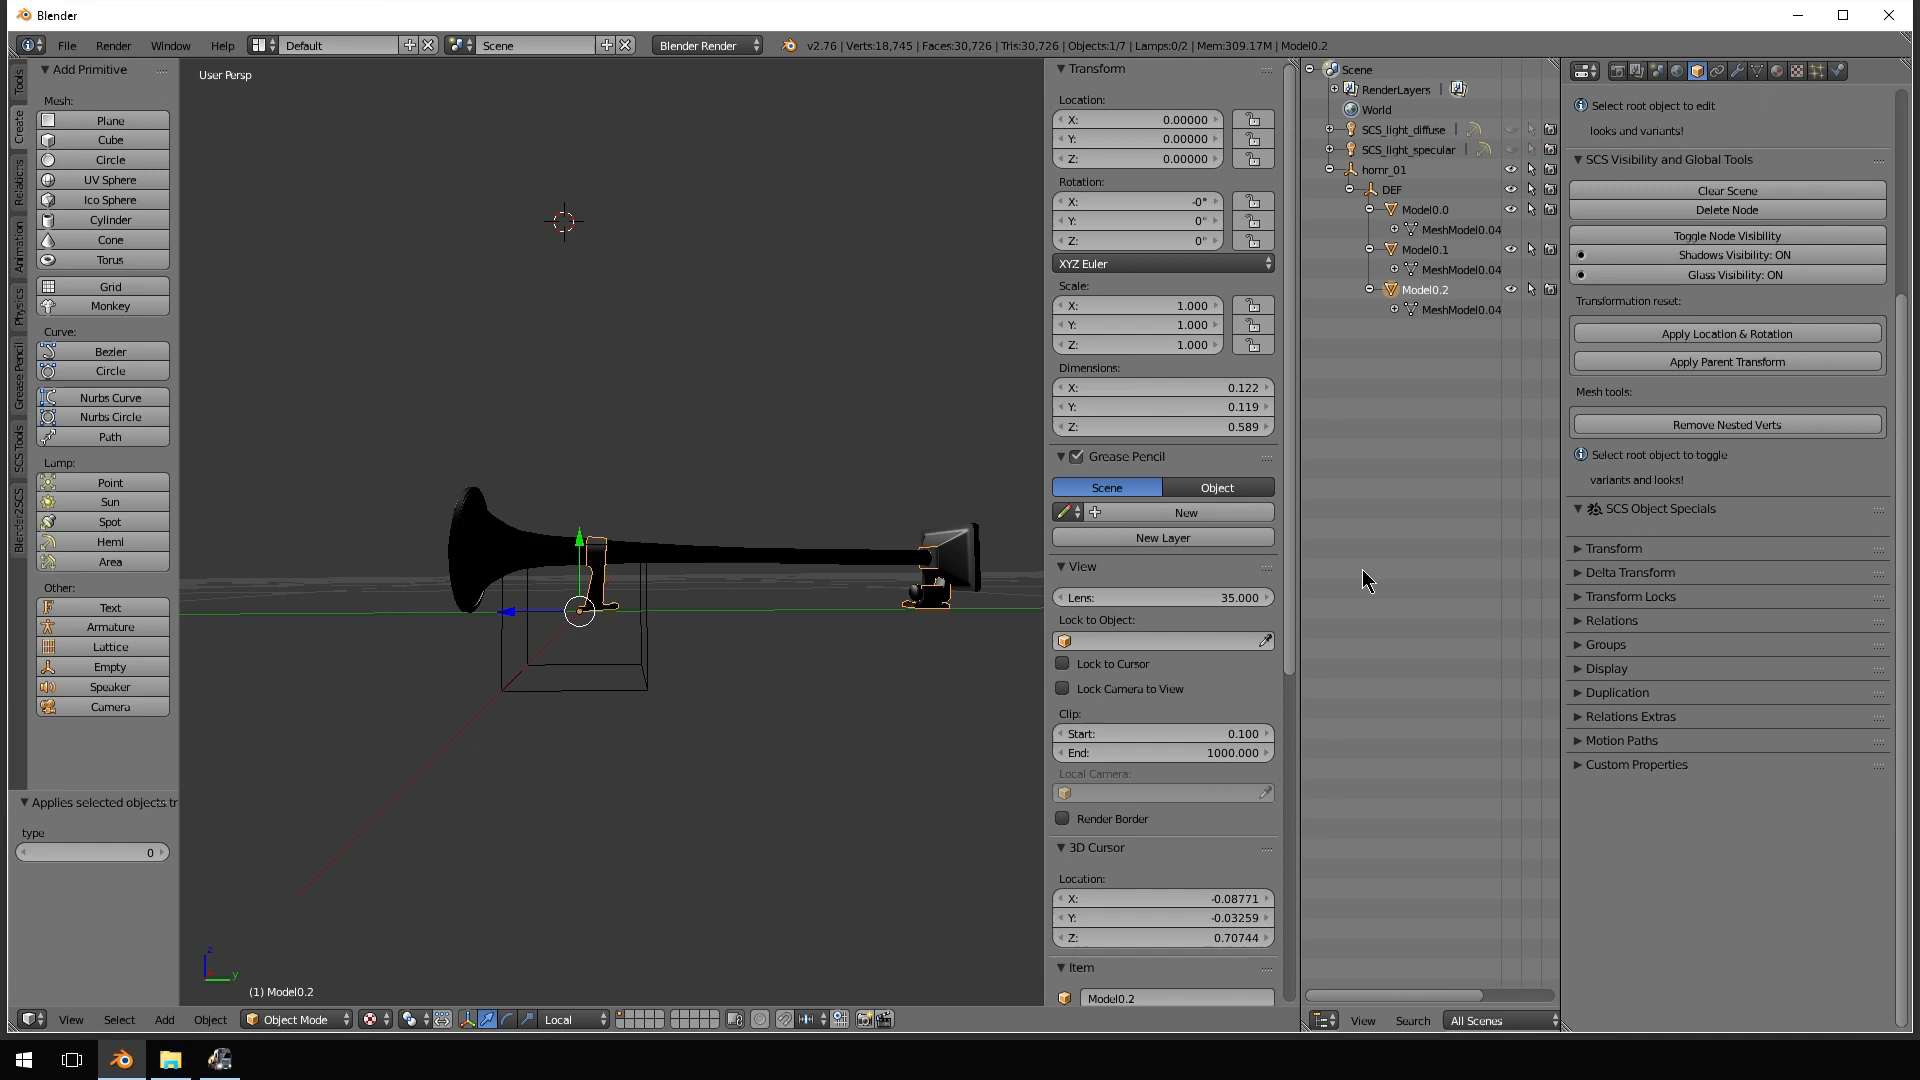 Blender
File Render Window Help Default Scene Blender Render v2.76 | Verts:18,745 | Faces:30,726 | Tris:30,726 | Objects:1/7 | Lamps:0/2 | Mem:309.17M | Model0.2
Tools
Create
Relations
Animation
Physics
Grease Pencil
SCS Tools
Blender2SCS
Add Primitive
Mesh:
Plane
Cube
Circle
UV Sphere
Ico Sphere
Cylinder
Cone
Torus
Grid
Monkey
Curve:
Bezier
Circle
Nurbs Curve
Nurbs Circle
Path
Lamp:
Point
Sun
Spot
Hemi
Area
Other:
Text
Armature
Lattice
Empty
Speaker
Camera
Applies selected objects tr
type
0
User Persp
z
y
(1) Model0.2
View Select Add Object Object Mode Local
Transform
Location:
X: 0.00000
Y: 0.00000
Z: 0.00000
Rotation:
X: -0°
Y: 0°
Z: 0°
XYZ Euler
Scale:
X: 1.000
Y: 1.000
Z: 1.000
Dimensions:
X: 0.122
Y: 0.119
Z: 0.589
Grease Pencil
Scene Object
New
New Layer
View
Lens: 35.000
Lock to Object:
Lock to Cursor
Lock Camera to View
Clip:
Start: 0.100
End: 1000.000
Local Camera:
Render Border
3D Cursor
Location:
X: -0.08771
Y: -0.03259
Z: 0.70744
Item
Model0.2
Scene
RenderLayers |
World
SCS_light_diffuse |
SCS_light_specular |
hornr_01
DEF
Model0.0
MeshModel0.04
Model0.1
MeshModel0.04
Model0.2
MeshModel0.04
View Search All Scenes
Select root object to edit
looks and variants!
SCS Visibility and Global Tools
Clear Scene
Delete Node
Toggle Node Visibility
Shadows Visibility: ON
Glass Visibility: ON
Transformation reset:
Apply Location & Rotation
Apply Parent Transform
Mesh tools:
Remove Nested Verts
Select root object to toggle
variants and looks!
SCS Object Specials
Transform
Delta Transform
Transform Locks
Relations
Groups
Display
Duplication
Relations Extras
Motion Paths
Custom Properties